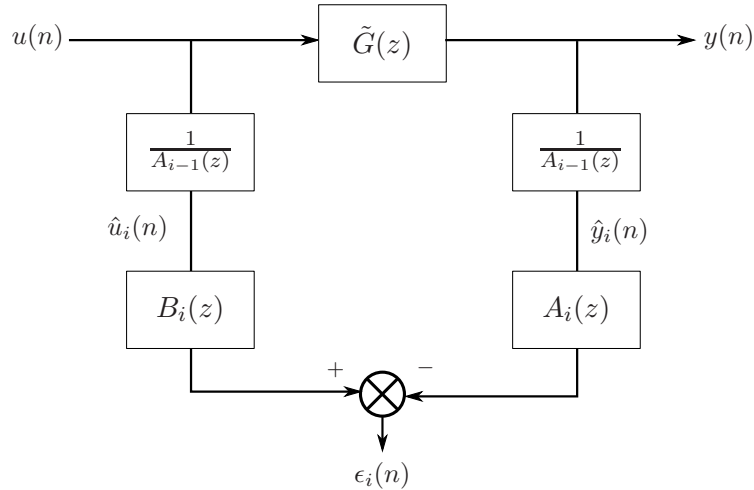 u(n) G̃(z) y(n)
1/A_{i−1}(z) 1/A_{i−1}(z)
û_i(n) ŷ_i(n)
B_i(z) A_i(z)
+ −
ϵ_i(n)